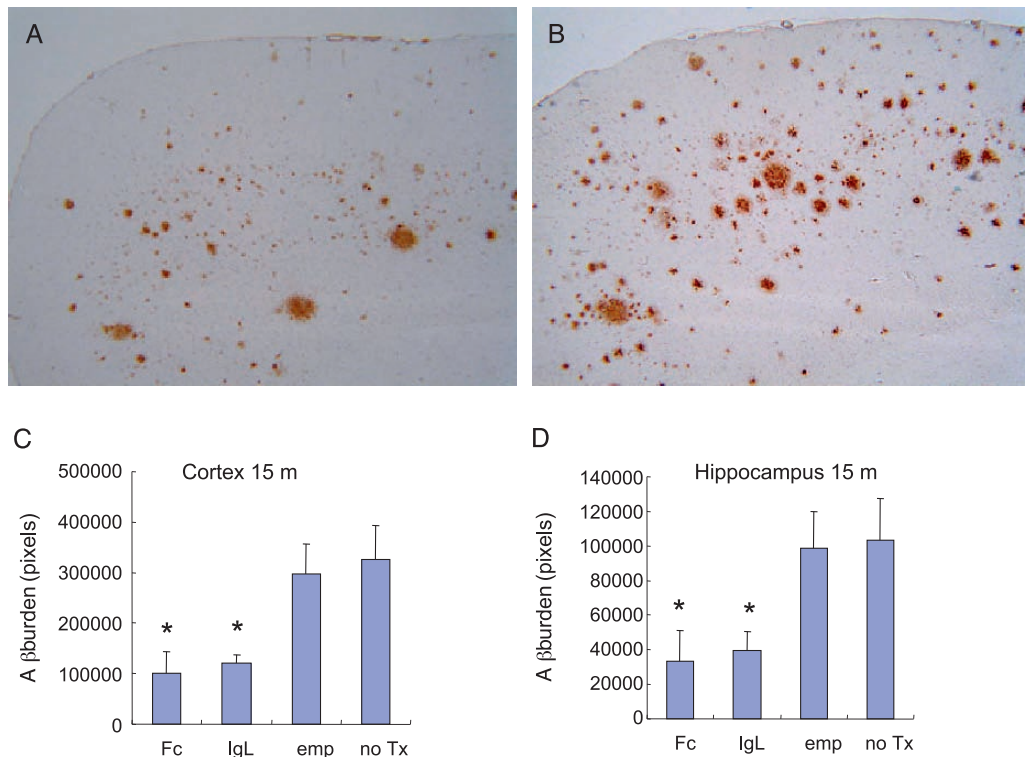 A
B
C
Cortex 15 m
A βburden (pixels)
500000
400000
300000
200000
100000
0
*
*
Fc IgL emp no Tx
D
Hippocampus 15 m
A βburden (pixels)
140000
120000
100000
80000
60000
40000
20000
0
*
*
Fc IgL emp no Tx